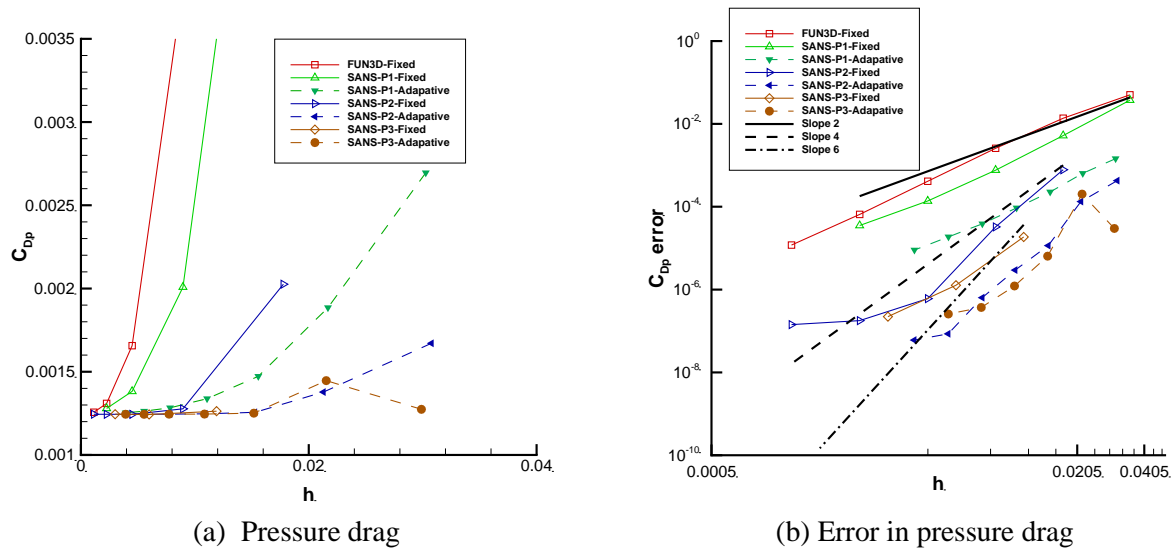 0.0035
0.003
0.0025
0.002
0.0015
0.001
C_Dp
0.
0.02
0.04
h.
FUN3D-Fixed
SANS-P1-Fixed
SANS-P1-Adapative
SANS-P2-Fixed
SANS-P2-Adapative
SANS-P3-Fixed
SANS-P3-Adapative
(a) Pressure drag
10^0.
10^-2.
10^-4.
10^-6.
10^-8.
10^-10.
C_Dp error
0.0005.
0.0205.
0.0405.
h.
FUN3D-Fixed
SANS-P1-Fixed
SANS-P1-Adapative
SANS-P2-Fixed
SANS-P2-Adapative
SANS-P3-Fixed
SANS-P3-Adapative
Slope 2
Slope 4
Slope 6
(b) Error in pressure drag